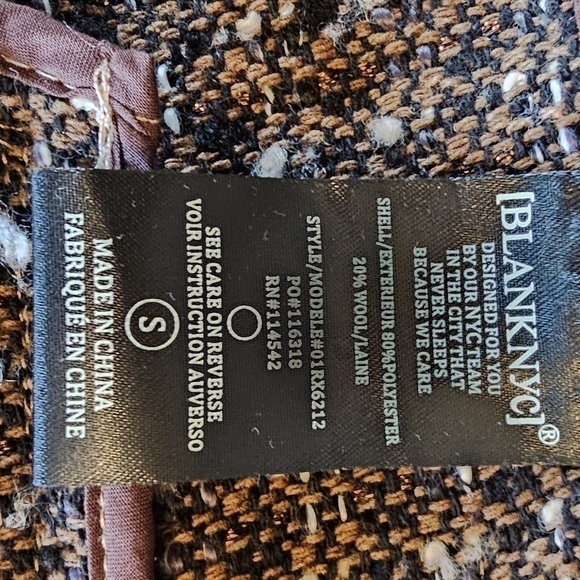 [BLANKNYC]®
DESIGNED FOR YOU
BY OUR NYC TEAM
IN THE CITY THAT
NEVER SLEEPS
BECAUSE WE CARE
SHELL/EXTERIEUR 80%POLYESTER
20% WOOL/LAINE
STYLE/MODELE#01RX6212
PO#116318
RN#114542
SEE CARE ON REVERSE
VOIR INSTRUCTION AUVERSO
S
MADE IN CHINA
FABRIQUE EN CHINE